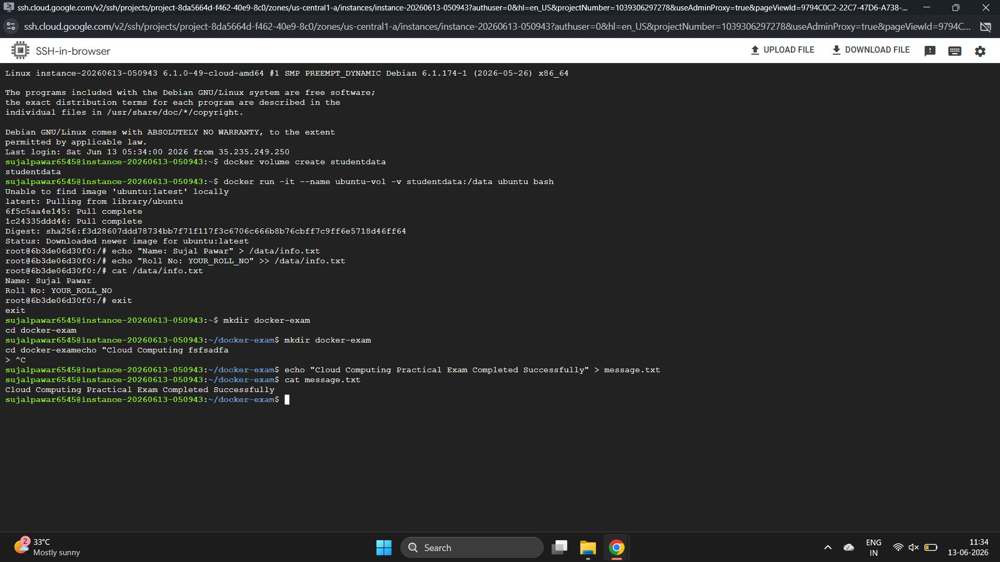 ssh.cloud.google.com/v2/ssh/projects/project-8da5664d-f462-40e9-8c0/zones/us-central1-a/instances/instance-20260613-050943?authuser=0&hl=en_US&projectNumber=1039306297278&useAdminProxy=true&pageViewId=9794C0C2-22C7-47D6-A738-...
ssh.cloud.google.com/v2/ssh/projects/project-8da5664d-f462-40e9-8c0/zones/us-central1-a/instances/instance-20260613-050943?authuser=0&hl=en_US&projectNumber=1039306297278&useAdminProxy=true&pageViewId=9794C...
SSH-in-browser
UPLOAD FILE
DOWNLOAD FILE
Linux instance-20260613-050943 6.1.0-49-cloud-amd64 #1 SMP PREEMPT_DYNAMIC Debian 6.1.174-1 (2026-05-26) x86_64
The programs included with the Debian GNU/Linux system are free software;
the exact distribution terms for each program are described in the
individual files in /usr/share/doc/*/copyright.
Debian GNU/Linux comes with ABSOLUTELY NO WARRANTY, to the extent
permitted by applicable law.
Last login: Sat Jun 13 05:34:00 2026 from 35.235.249.250
sujalpawar6545@instance-20260613-050943:~$ docker volume create studentdata
studentdata
sujalpawar6545@instance-20260613-050943:~$ docker run -it --name ubuntu-vol -v studentdata:/data ubuntu bash
Unable to find image 'ubuntu:latest' locally
latest: Pulling from library/ubuntu
6f5c5aa4e145: Pull complete
1c24335ddd46: Pull complete
Digest: sha256:f3d28607ddd78734bb7f71f117f3c6706c666b8b76cbff7c9ff6e5718d46ff64
Status: Downloaded newer image for ubuntu:latest
root@6b3de06d30f0:/# echo "Name: Sujal Pawar" > /data/info.txt
root@6b3de06d30f0:/# echo "Roll No: YOUR_ROLL_NO" >> /data/info.txt
root@6b3de06d30f0:/# cat /data/info.txt
Name: Sujal Pawar
Roll No: YOUR_ROLL_NO
root@6b3de06d30f0:/# exit
exit
sujalpawar6545@instance-20260613-050943:~$ mkdir docker-exam
cd docker-exam
sujalpawar6545@instance-20260613-050943:~/docker-exam$ mkdir docker-exam
cd docker-examecho "Cloud Computing fsfsadfa
> ^C
sujalpawar6545@instance-20260613-050943:~/docker-exam$ echo "Cloud Computing Practical Exam Completed Successfully" > message.txt
sujalpawar6545@instance-20260613-050943:~/docker-exam$ cat message.txt
Cloud Computing Practical Exam Completed Successfully
sujalpawar6545@instance-20260613-050943:~/docker-exam$
2
33°C
Mostly sunny
Search
ENG
IN
11:34
13-06-2026